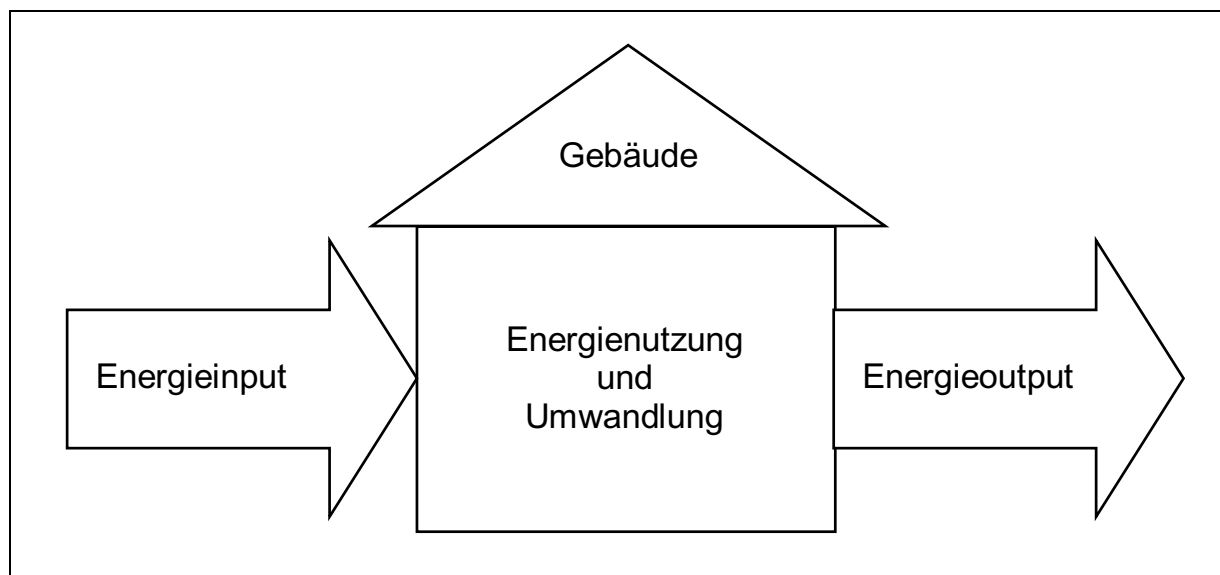 Gebäude
Energieinput
Energienutzung
und
Umwandlung
Energieoutput